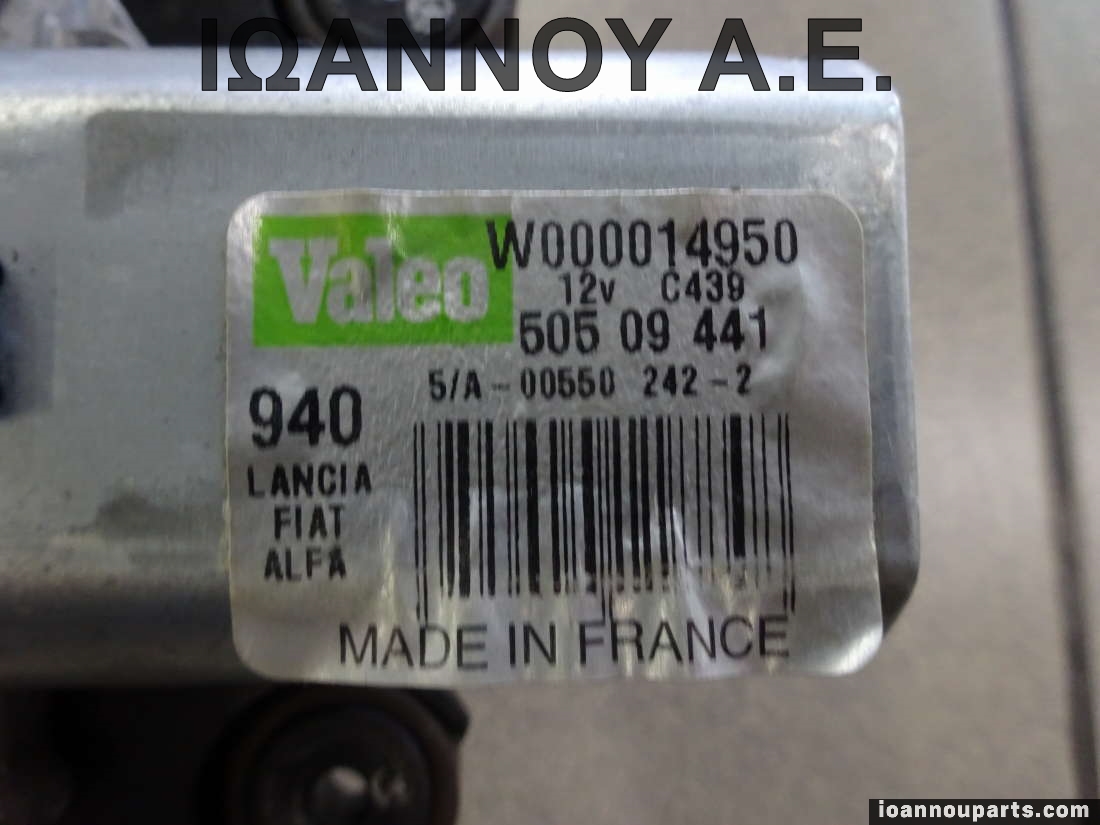 ΙΩΑΝΝΟΥ Α.Ε.
Valeo W000014950
12v C439
505 09 441
5/A-00550 242-2
940
LANCIA
FIAT
ALFA
MADE IN FRANCE
ioannouparts.com